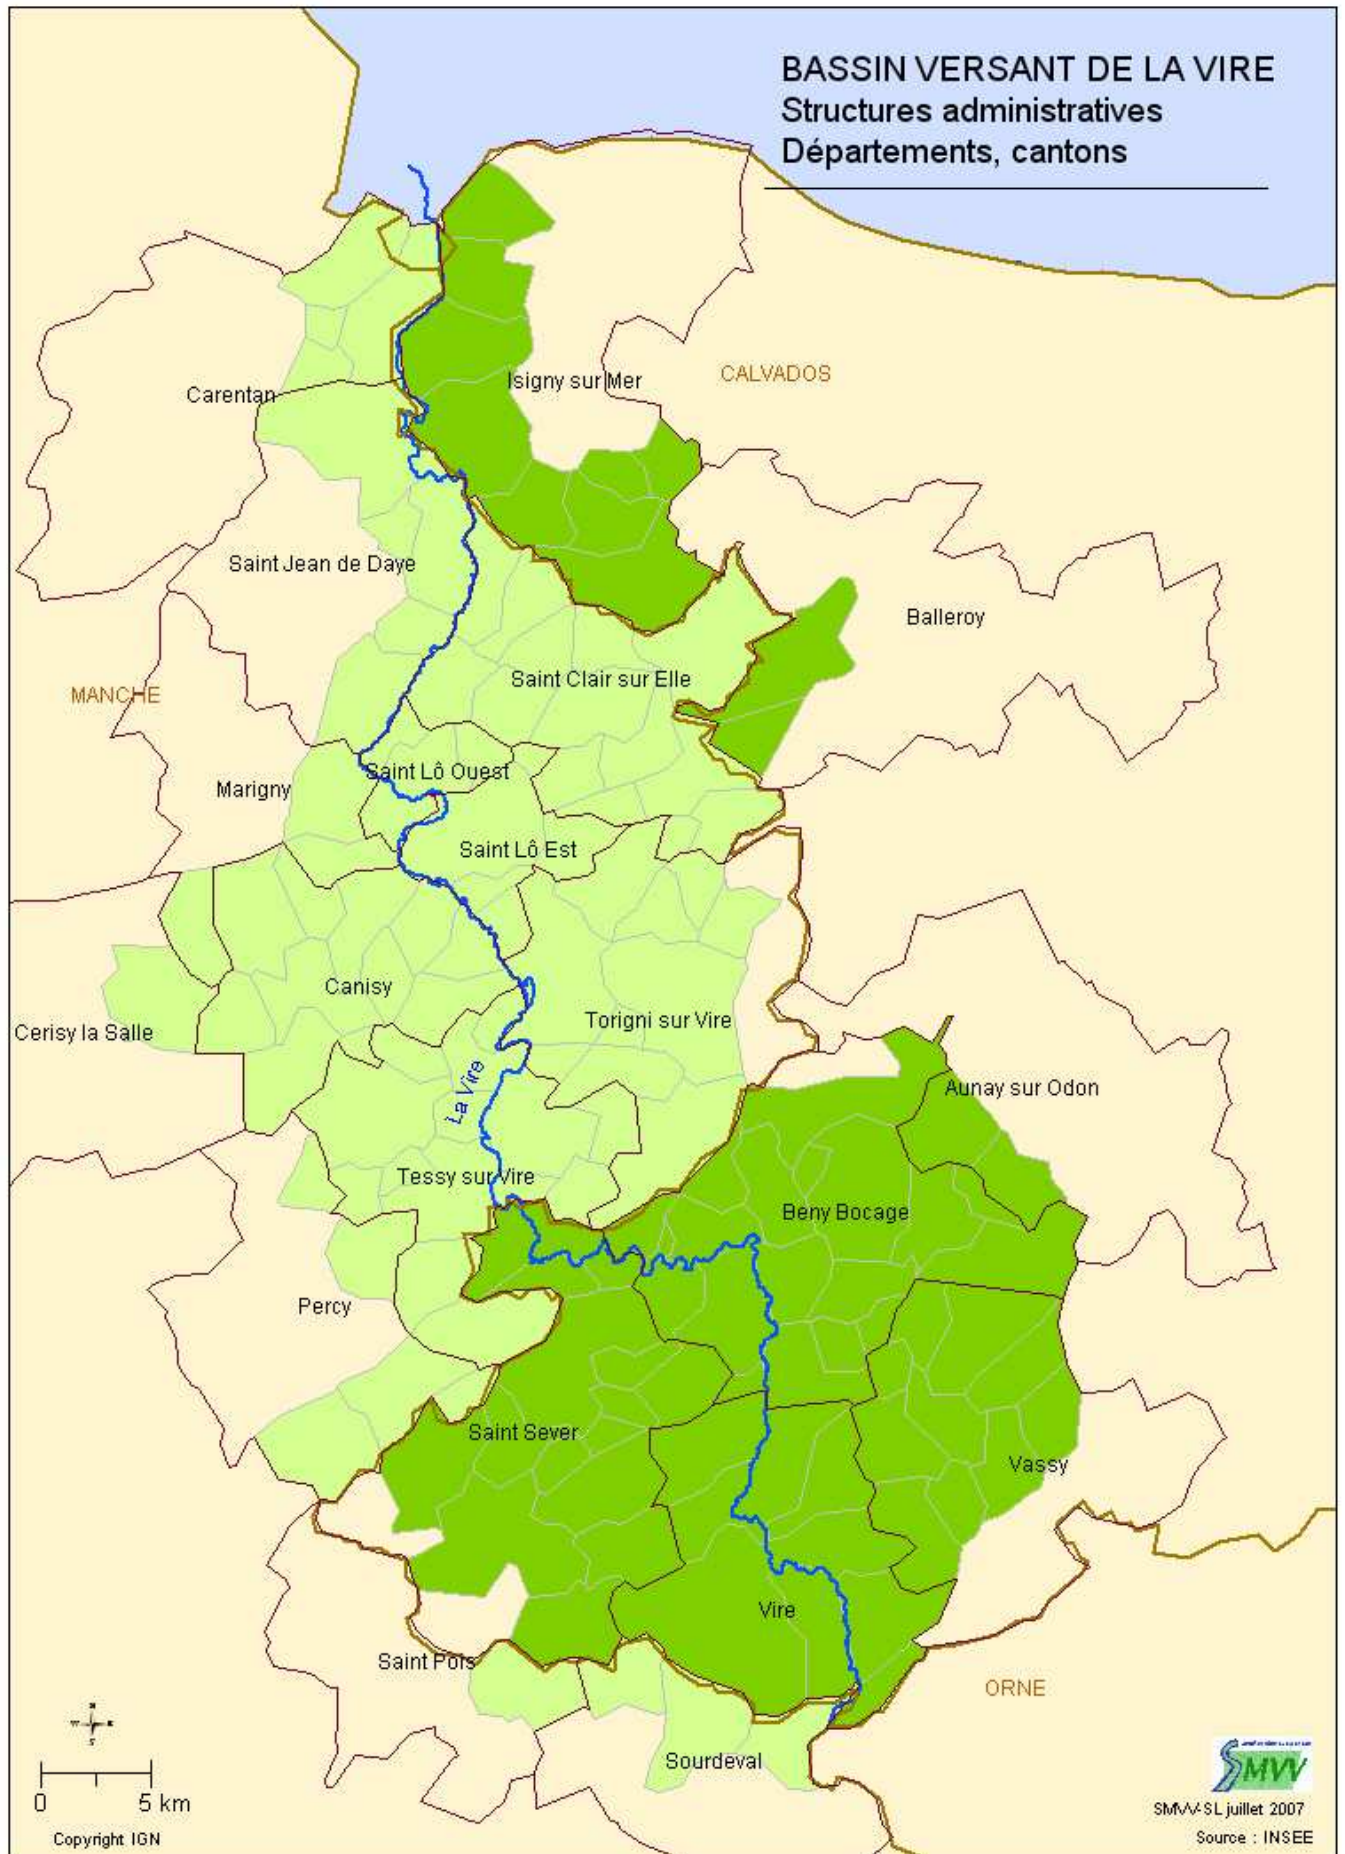 BASSIN VERSANT DE LA VIRE
Structures administratives
Départements, cantons
Isigny sur Mer
CALVADOS
Carentan
Saint Jean de Daye
Balleroy
Saint Clair sur Elle
MANCHE
Saint Lô Ouest
Marigny
Saint Lô Est
Canisy
Torigni sur Vire
Cerisy la Salle
La Vire
Aunay sur Odon
Tessy sur Vire
Beny Bocage
Percy
Saint Sever
Vassy
Vire
Saint Pois
ORNE
Sourdeval
N
W E
S
0 5 km
Copyright IGN
SMVV
SMVV-SL juillet 2007
Source : INSEE